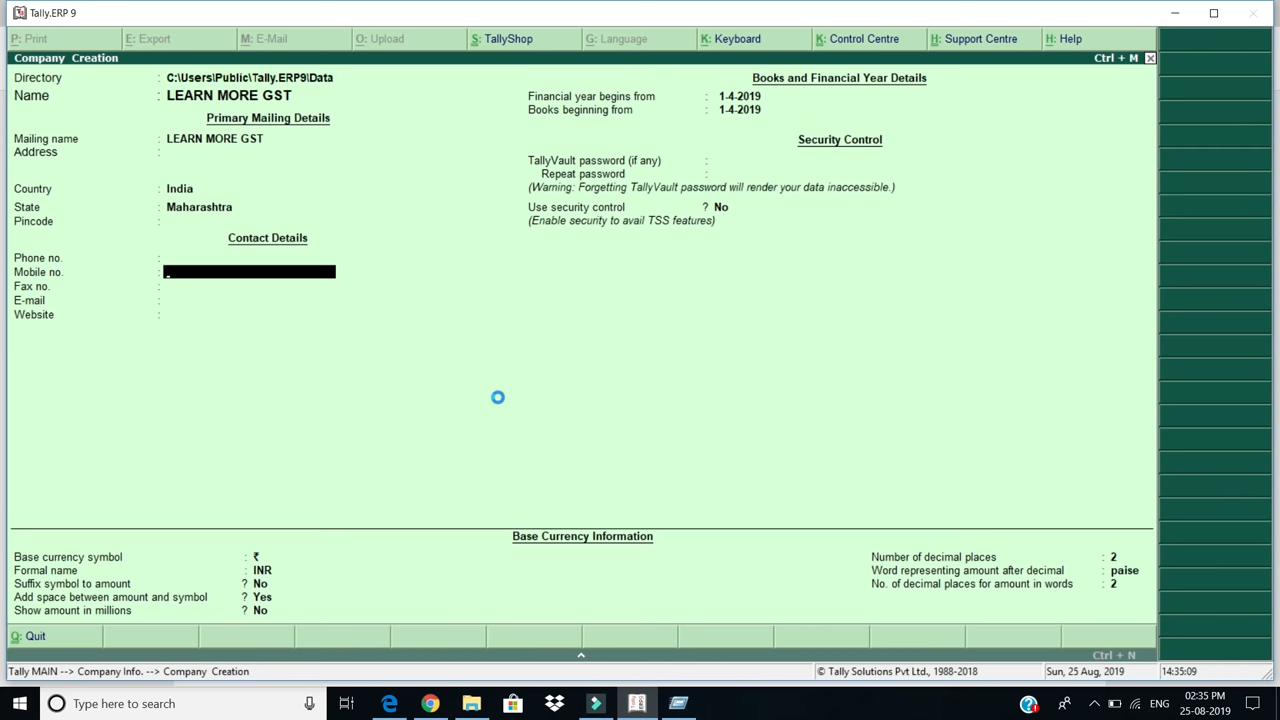 Tally.ERP 9
P: Print
E: Export
M: E-Mail
O: Upload
S: TallyShop
G: Language
K: Keyboard
K: Control Centre
H: Support Centre
H: Help
Company Creation
Ctrl + M
Directory : C:\Users\Public\Tally.ERP9\Data
Name : LEARN MORE GST
Primary Mailing Details
Mailing name : LEARN MORE GST
Address :
Country : India
State : Maharashtra
Pincode :
Contact Details
Phone no. :
Mobile no. :
Fax no. :
E-mail :
Website :
Books and Financial Year Details
Financial year begins from : 1-4-2019
Books beginning from : 1-4-2019
Security Control
TallyVault password (if any) :
Repeat password :
(Warning: Forgetting TallyVault password will render your data inaccessible.)
Use security control ? No
(Enable security to avail TSS features)
Base Currency Information
Base currency symbol : ₹
Formal name : INR
Suffix symbol to amount ? No
Add space between amount and symbol ? Yes
Show amount in millions ? No
Number of decimal places : 2
Word representing amount after decimal : paise
No. of decimal places for amount in words : 2
Q: Quit
Ctrl + N
Tally MAIN --> Company Info. --> Company Creation
© Tally Solutions Pvt Ltd., 1988-2018
Sun, 25 Aug, 2019
14:35:09
Type here to search
ENG
02:35 PM
25-08-2019